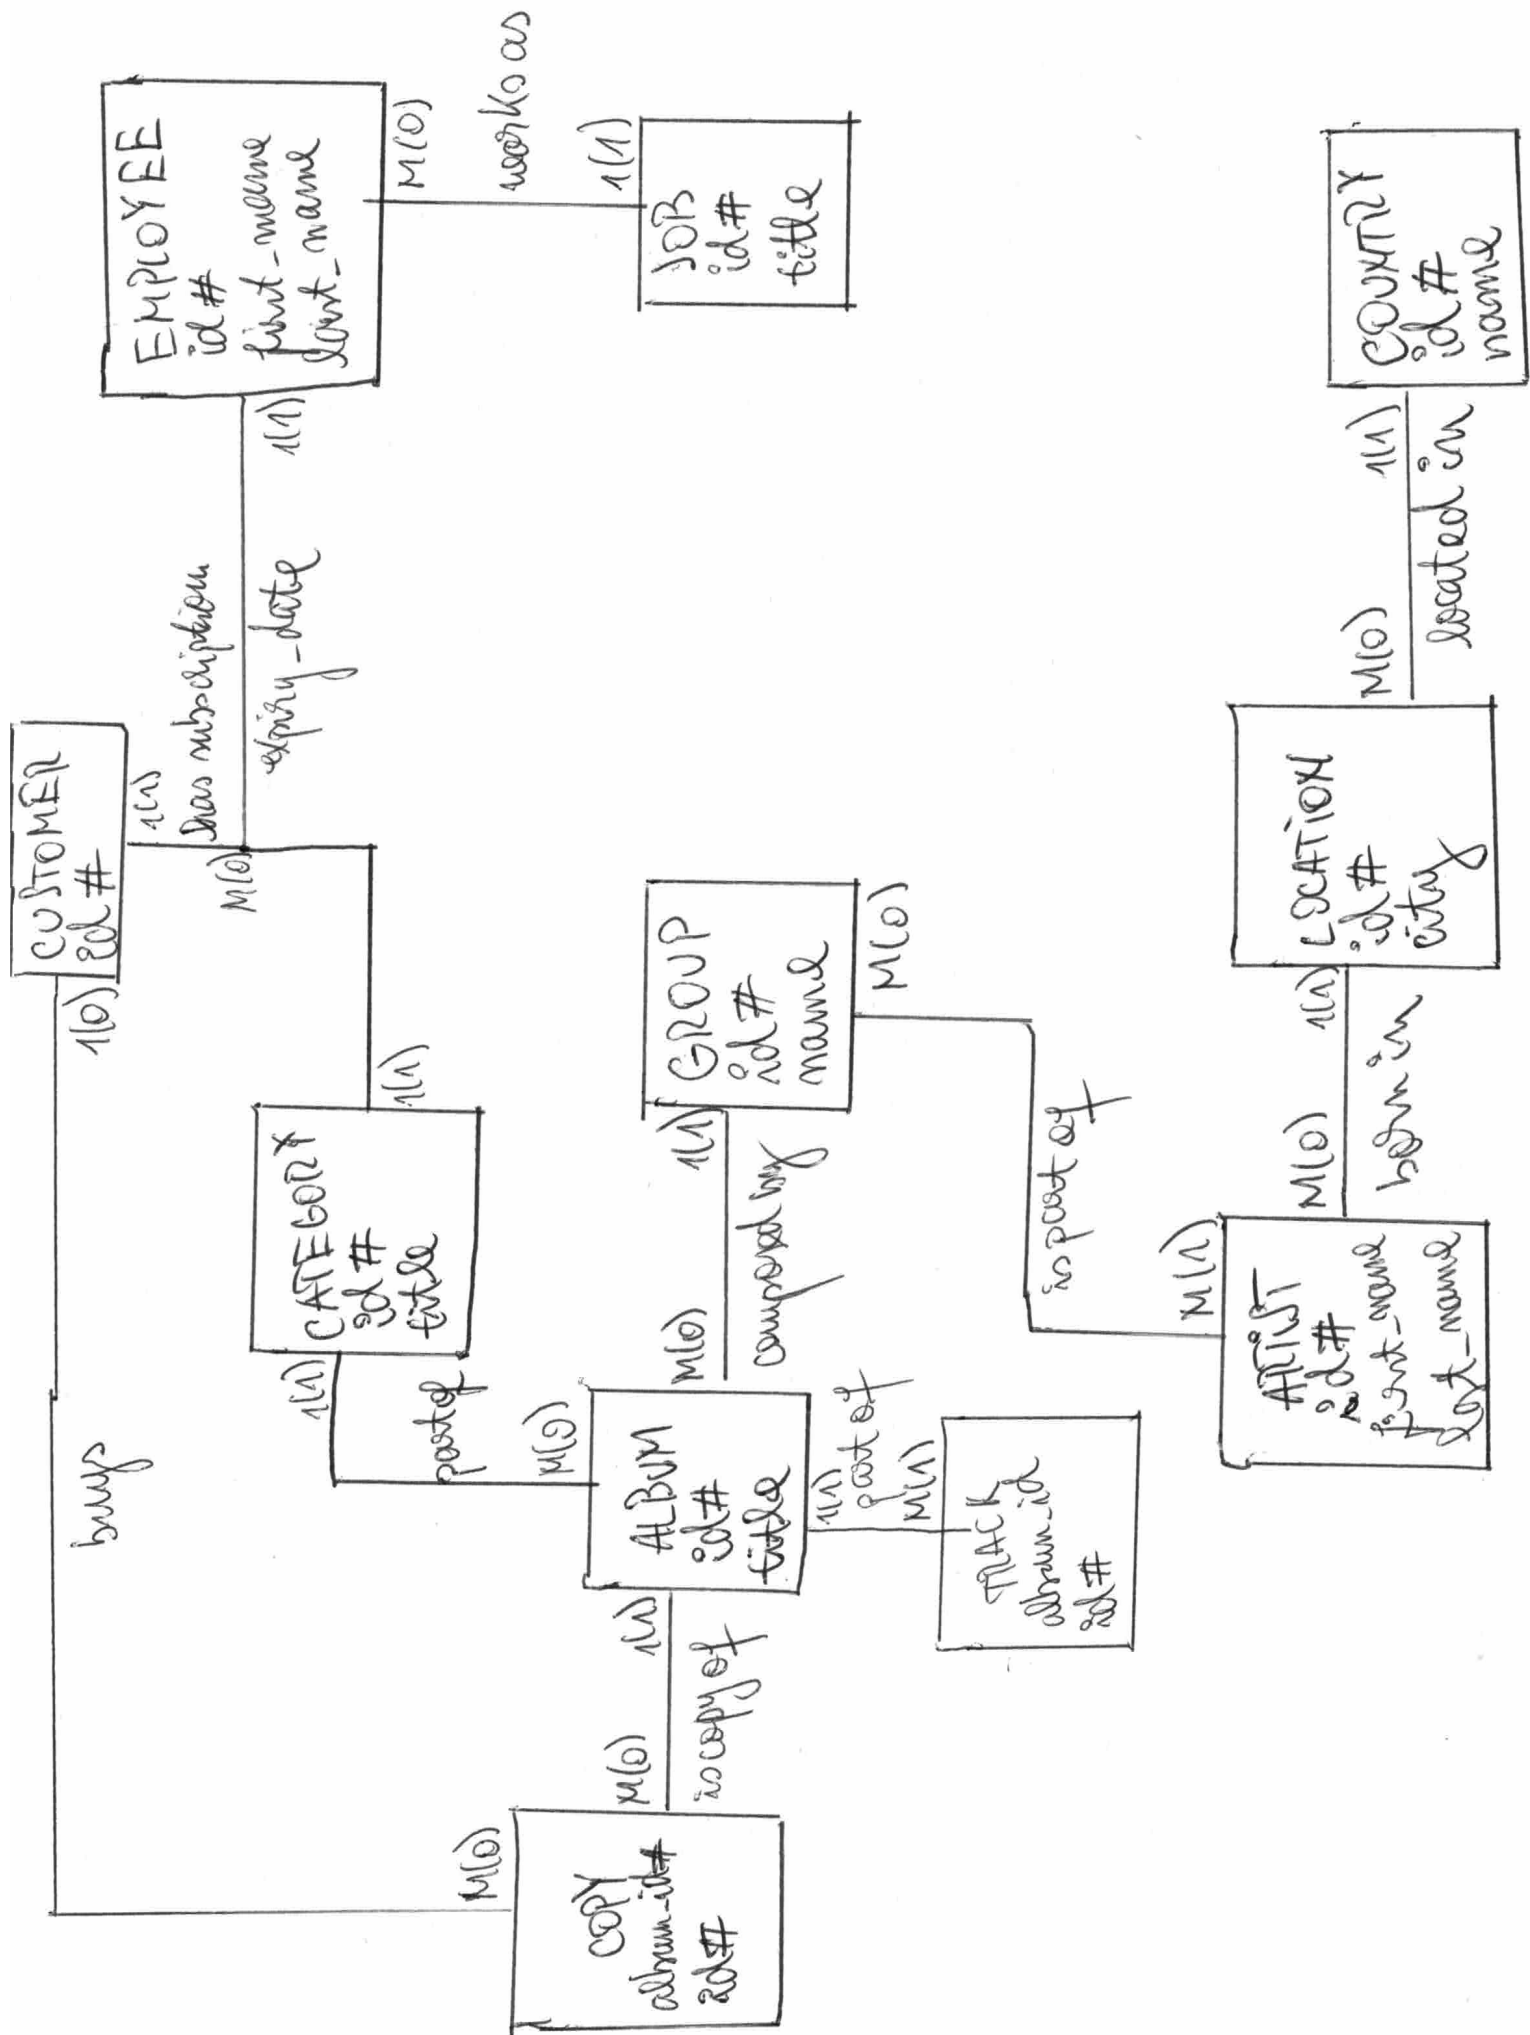 CUSTOMER
id#
1(0)
1(1)
has subscription
M(0)
expiry_date
1(1)
EMPLOYEE
id#
first_name
last_name
M(0)
works as
1(1)
JOB
id#
title
buys
1(1)
CATEGORY
id#
title
1(1)
part of
M(0)
M(0)
COPY
album_id#
id#
M(0)
is copy of
1(1)
ALBUM
id#
title
M(0)
composed by
1(1)
GROUP
id#
name
M(0)
1(1)
part of
M(1)
TRACK
album_id
id#
is part of
M(1)
ARTIST
id#
first_name
last_name
M(0)
born in
1(1)
LOCATION
id#
city
M(0)
located in
1(1)
COUNTRY
id#
name